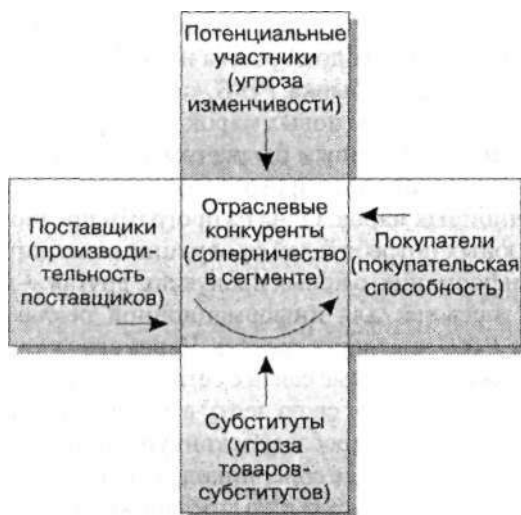 Потенциальные
участники
(угроза
изменчивости)
Поставщики
(производи-
тельность
поставщиков)
Отраслевые
конкуренты
(соперничество
в сегменте)
Покупатели
(покупательская
способность)
Субституты
(угроза
товаров-
субститутов)